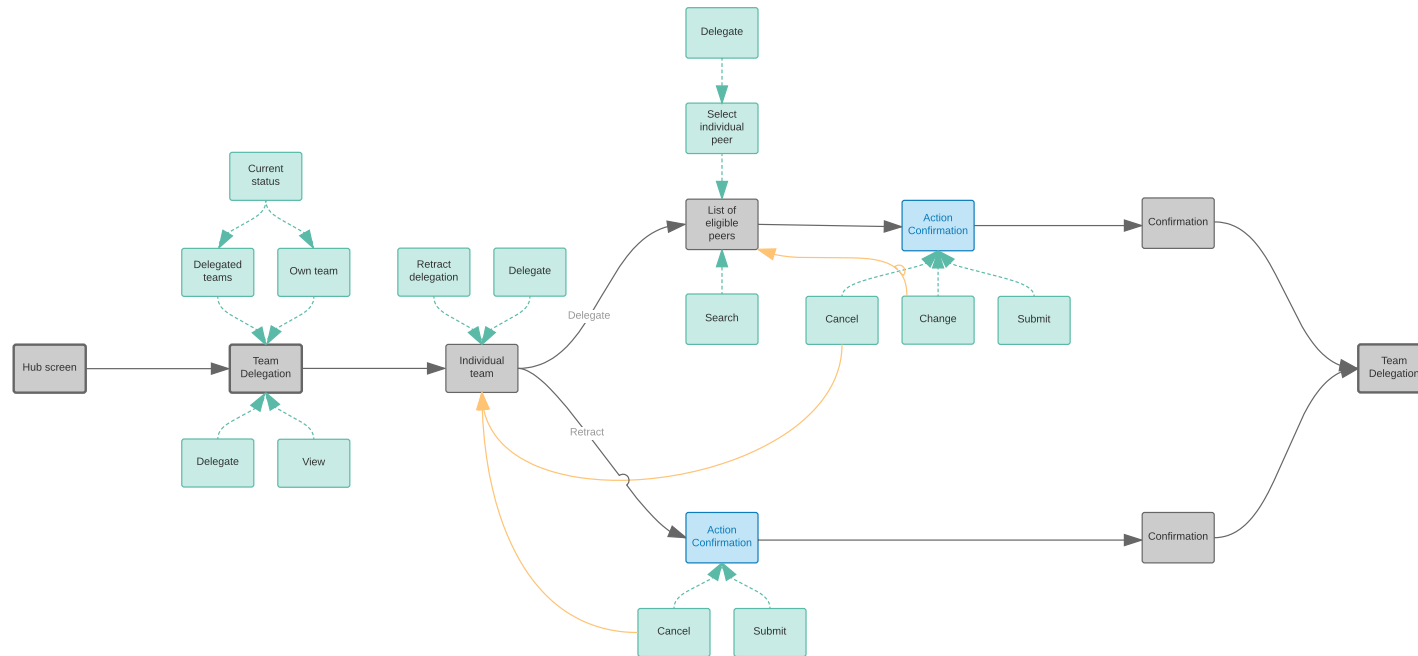 Delegate
Select
individual
peer
Current
status
List of
eligible
peers
Action
Confirmation
Confirmation
Delegated
teams
Own team
Retract
delegation
Delegate
Delegate
Search
Cancel
Change
Submit
Hub screen
Team
Delegation
Individual
team
Team
Delegation
Retract
Delegate
View
Action
Confirmation
Confirmation
Cancel
Submit